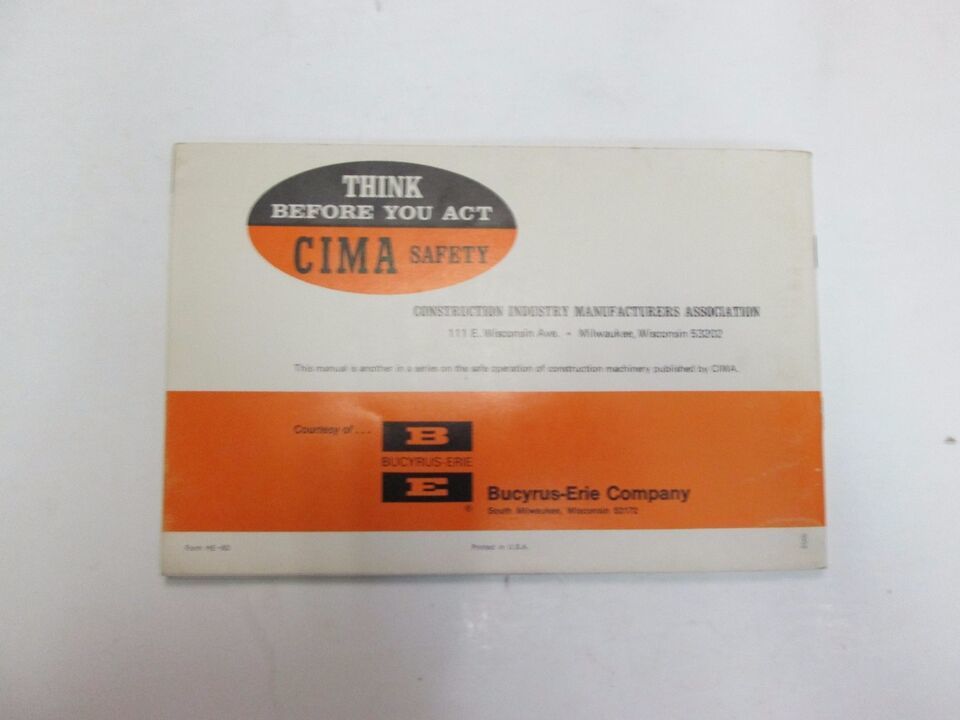 THINK
BEFORE YOU ACT
CIMA SAFETY
CONSTRUCTION INDUSTRY MANUFACTURERS ASSOCIATION
111 E. Wisconsin Ave. - Milwaukee, Wisconsin 53202
This manual is another in a series on the safe operation of construction machinery published by CIMA.
Courtesy of . . .
B
BUCYRUS-ERIE
E
®
Bucyrus-Erie Company
South Milwaukee, Wisconsin 53172
Form
Printed in U.S.A.